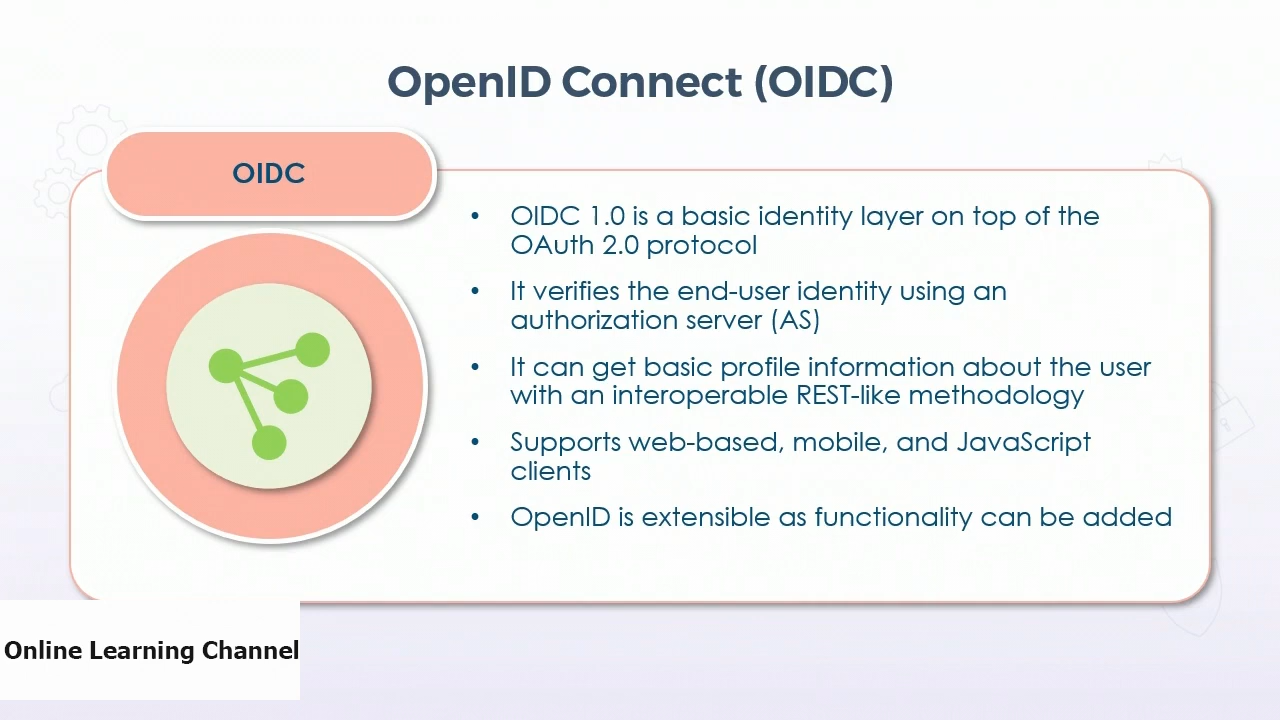 OpenID Connect (OIDC)
OIDC
• OIDC 1.0 is a basic identity layer on top of the
OAuth 2.0 protocol
• It verifies the end-user identity using an
authorization server (AS)
• It can get basic profile information about the user
with an interoperable REST-like methodology
• Supports web-based, mobile, and JavaScript
clients
• OpenID is extensible as functionality can be added
Online Learning Channel